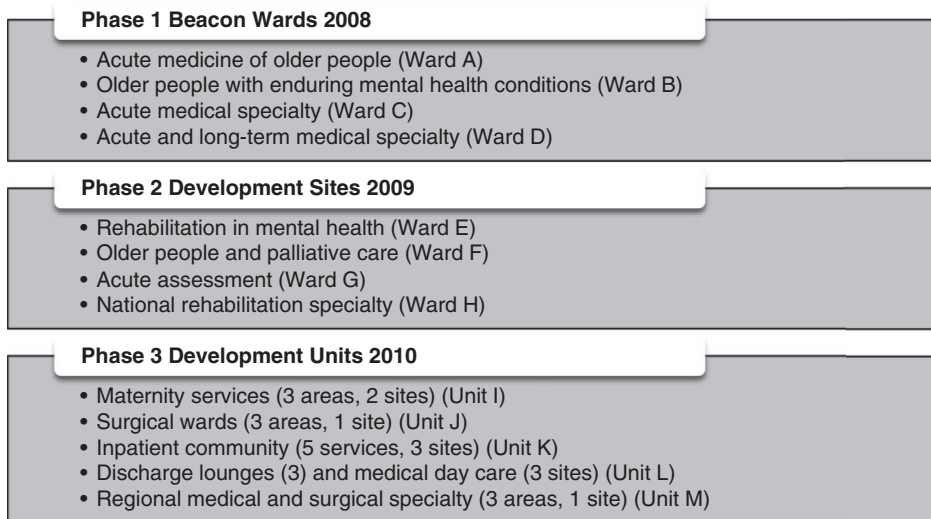 Phase 1 Beacon Wards 2008
• Acute medicine of older people (Ward A)
• Older people with enduring mental health conditions (Ward B)
• Acute medical specialty (Ward C)
• Acute and long-term medical specialty (Ward D)
Phase 2 Development Sites 2009
• Rehabilitation in mental health (Ward E)
• Older people and palliative care (Ward F)
• Acute assessment (Ward G)
• National rehabilitation specialty (Ward H)
Phase 3 Development Units 2010
• Maternity services (3 areas, 2 sites) (Unit I)
• Surgical wards (3 areas, 1 site) (Unit J)
• Inpatient community (5 services, 3 sites) (Unit K)
• Discharge lounges (3) and medical day care (3 sites) (Unit L)
• Regional medical and surgical specialty (3 areas, 1 site) (Unit M)